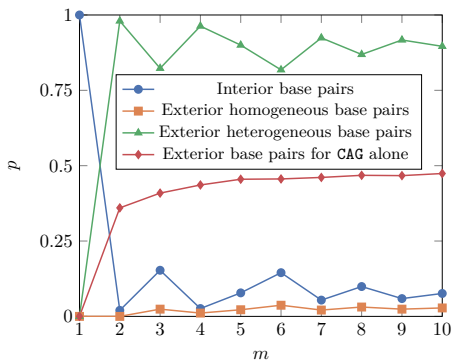 1
0.75
0.5
0.25
0
p
Interior base pairs
Exterior homogeneous base pairs
Exterior heterogeneous base pairs
Exterior base pairs for CAG alone
1 2 3 4 5 6 7 8 9 10
m